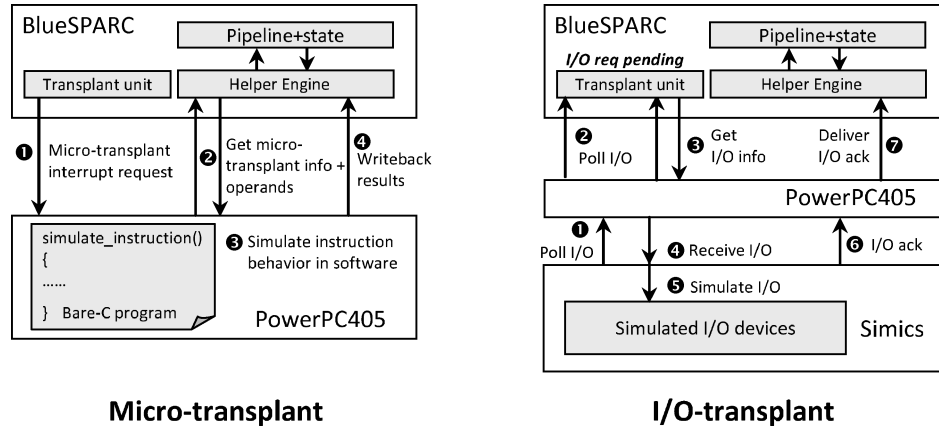 BlueSPARC
Pipeline+state
Transplant unit
Helper Engine
❶
Micro-transplant
interrupt request
❷
Get micro-
transplant info +
operands
❹
Writeback
results
simulate_instruction()
{
......
} Bare-C program
❸ Simulate instruction
behavior in software
PowerPC405
Micro-transplant
BlueSPARC
Pipeline+state
I/O req pending
Transplant unit
Helper Engine
❷
Poll I/O
❸ Get
I/O info
Deliver ❼
I/O ack
PowerPC405
❶
Poll I/O
❹ Receive I/O
❻ I/O ack
❺ Simulate I/O
Simulated I/O devices
Simics
I/O-transplant